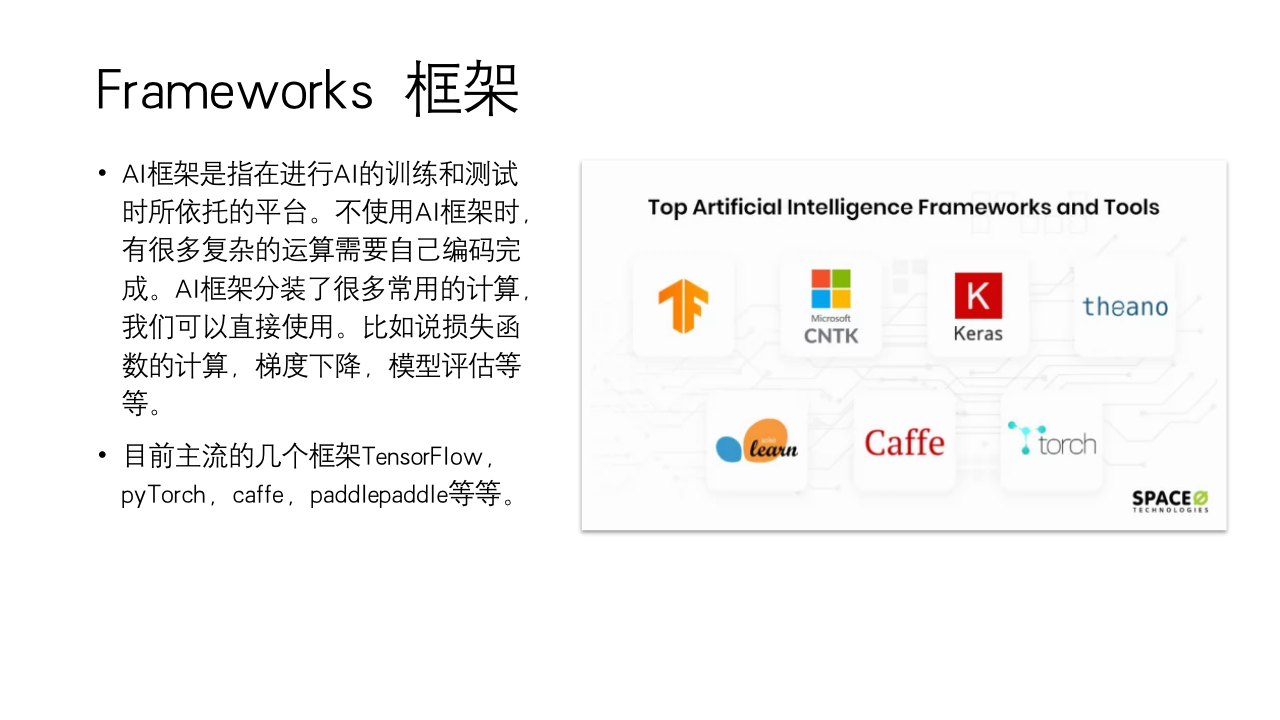 Frameworks 框架
• AI框架是指在进行AI的训练和测试
时所依托的平台。不使用AI框架时，
有很多复杂的运算需要自己编码完
成。AI框架分装了很多常用的计算，
我们可以直接使用。比如说损失函
数的计算，梯度下降，模型评估等
等。
• 目前主流的几个框架TensorFlow，
pyTorch，caffe，paddlepaddle等等。
Top Artificial Intelligence Frameworks and Tools
Microsoft
CNTK
K
Keras
theano
learn
Caffe
torch
SPACEO
TECHNOLOGIES